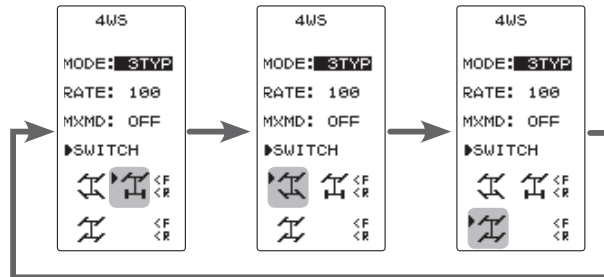 4WS
MODE: 3TYP
RATE: 100
MXMD: OFF
▶SWITCH
<F
<R
<F
<R
4WS
MODE: 3TYP
RATE: 100
MXMD: OFF
▶SWITCH
<F
<R
<F
<R
4WS
MODE: 3TYP
RATE: 100
MXMD: OFF
▶SWITCH
<F
<R
<F
<R